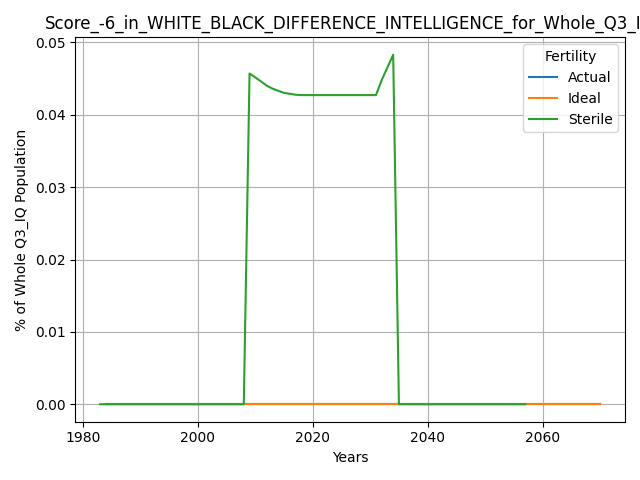 Score_-6_in_WHITE_BLACK_DIFFERENCE_INTELLIGENCE_for_Whole_Q3_I
0.05
0.04
0.03
0.02
0.01
0.00
% of Whole Q3_IQ Population
Fertility
Actual
Ideal
Sterile
1980
2000
2020
2040
2060
Years